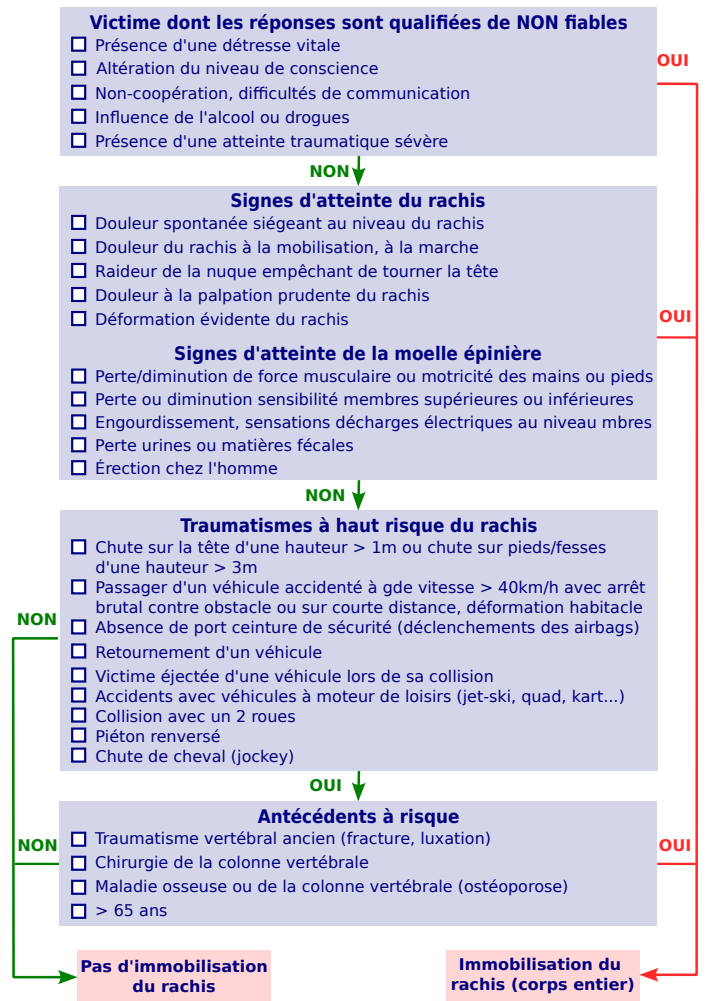 Victime dont les réponses sont qualifiées de NON fiables
Présence d'une détresse vitale
OUI
Altération du niveau de conscience
Non-coopération, difficultés de communication
Influence de l'alcool ou drogues
Présence d'une atteinte traumatique sévère
NON
Signes d'atteinte du rachis
Douleur spontanée siégeant au niveau du rachis
Douleur du rachis à la mobilisation, à la marche
Raideur de la nuque empêchant de tourner la tête
Douleur à la palpation prudente du rachis
Déformation évidente du rachis
OUI
Signes d'atteinte de la moelle épinière
Perte/diminution de force musculaire ou motricité des mains ou pieds
Perte ou diminution sensibilité membres supérieures ou inférieures
Engourdissement, sensations décharges électriques au niveau mbres
Perte urines ou matières fécales
Érection chez l'homme
NON
Traumatismes à haut risque du rachis
Chute sur la tête d'une hauteur > 1m ou chute sur pieds/fesses
d'une hauteur > 3m
Passager d'un véhicule accidenté à gde vitesse > 40km/h avec arrêt
brutal contre obstacle ou sur courte distance, déformation habitacle
NON
Absence de port ceinture de sécurité (déclenchements des airbags)
Retournement d'un véhicule
Victime éjectée d'une véhicule lors de sa collision
Accidents avec véhicules à moteur de loisirs (jet-ski, quad, kart...)
Collision avec un 2 roues
Piéton renversé
Chute de cheval (jockey)
OUI
Antécédents à risque
Traumatisme vertébral ancien (fracture, luxation)
NON
OUI
Chirurgie de la colonne vertébrale
Maladie osseuse ou de la colonne vertébrale (ostéoporose)
> 65 ans
Pas d'immobilisation
du rachis
Immobilisation du
rachis (corps entier)